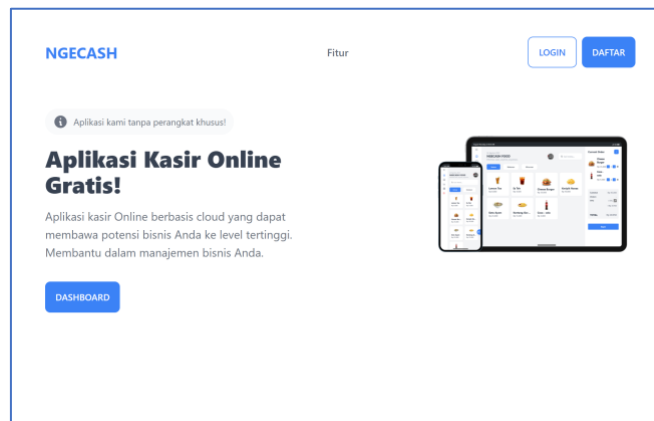 NGECASH
Fitur
LOGIN
DAFTAR
Aplikasi kami tanpa perangkat khusus!
Aplikasi Kasir Online
Gratis!
Aplikasi kasir Online berbasis cloud yang dapat
membawa potensi bisnis Anda ke level tertinggi.
Membantu dalam manajemen bisnis Anda.
DASHBOARD